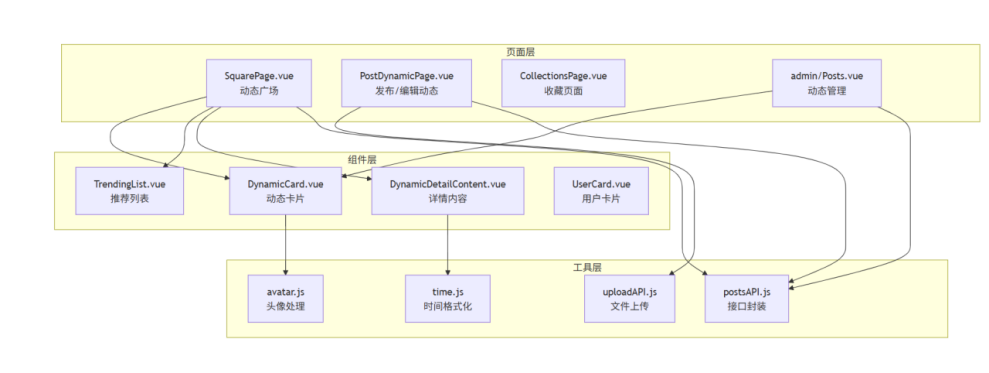 页面层
SquarePage.vue
动态广场
PostDynamicPage.vue
发布/编辑动态
CollectionsPage.vue
收藏页面
admin/Posts.vue
动态管理
组件层
TrendingList.vue
推荐列表
DynamicCard.vue
动态卡片
DynamicDetailContent.vue
详情内容
UserCard.vue
用户卡片
工具层
avatar.js
头像处理
time.js
时间格式化
uploadAPI.js
文件上传
postsAPI.js
接口封装